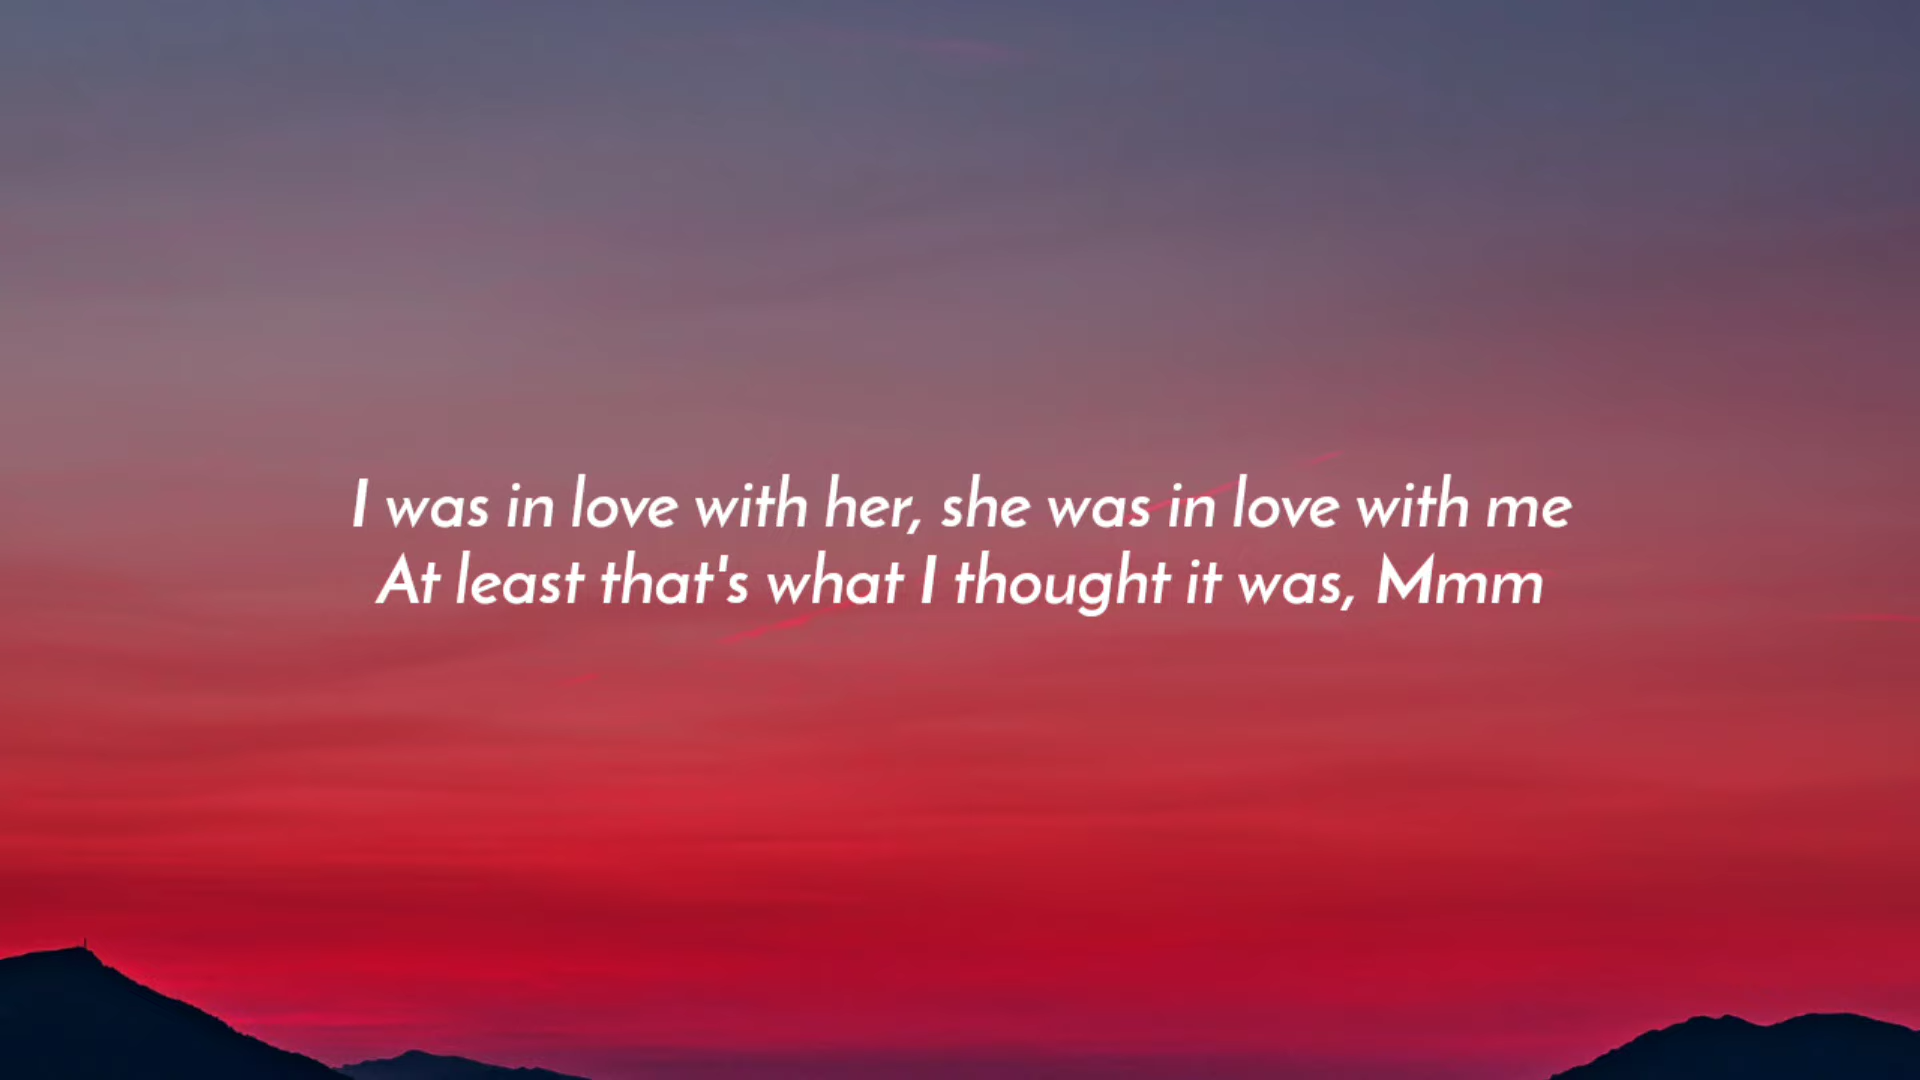 I was in love with her, she was in love with me
At least that's what I thought it was, Mmm